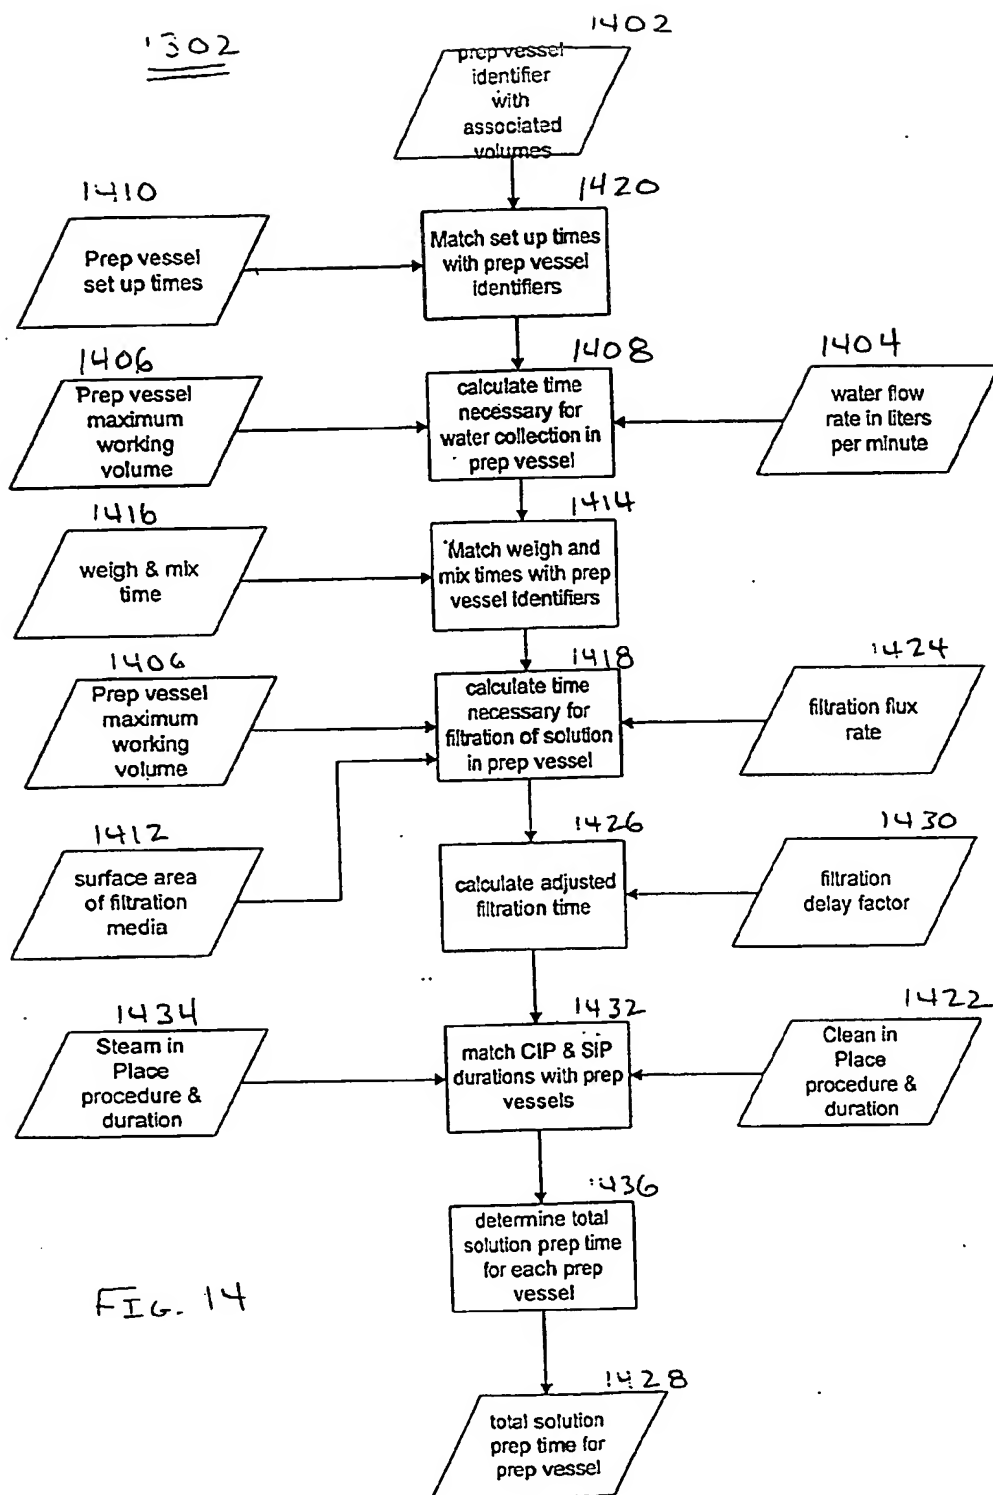 1302
1402
prep vessel
identifier
with
associated
volumes
1410
1420
Prep vessel
set up times
Match set up times
with prep vessel
identifiers
1406
1408
1404
Prep vessel
maximum
working
volume
calculate time
necessary for
water collection in
prep vessel
water flow
rate in liters
per minute
1416
1414
weigh & mix
time
Match weigh and
mix times with prep
vessel identifiers
1406
1418
1424
Prep vessel
maximum
working
volume
calculate time
necessary for
filtration of solution
in prep vessel
filtration flux
rate
1412
1426
1430
surface area
of filtration
media
calculate adjusted
filtration time
filtration
delay factor
1434
1432
1422
Steam in
Place
procedure &
duration
match CIP & SIP
durations with prep
vessels
Clean in
Place
procedure &
duration
1436
determine total
solution prep time
for each prep
vessel
FIG. 14
1428
total solution
prep time for
prep vessel